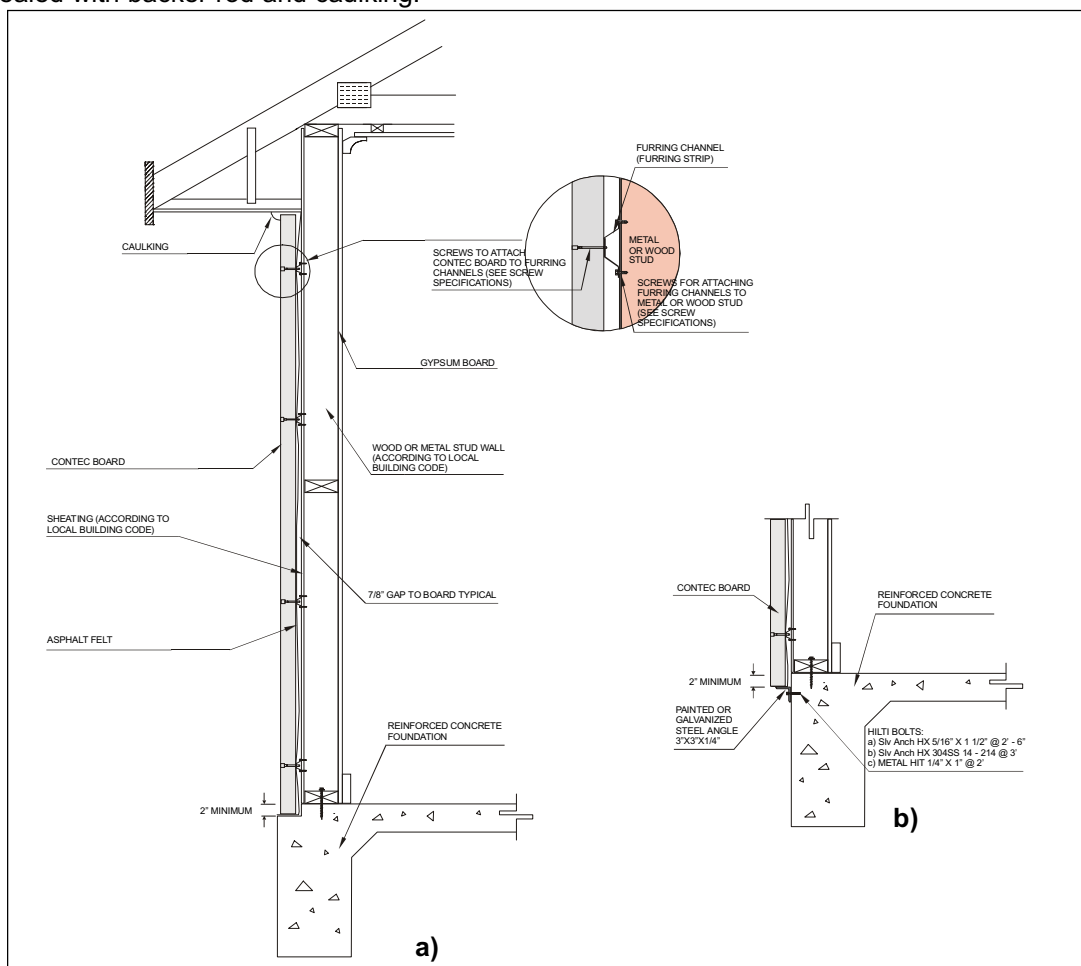 ealed with backer rod and caulking.
FURRING CHANNEL
(FURRING STRIP)
CAULKING
SCREWS TO ATTACH
CONTEC BOARD TO FURRING
CHANNELS (SEE SCREW
SPECIFICATIONS)
METAL
OR WOOD
STUD
SCREWS FOR ATTACHING
FURRING CHANNELS TO
METAL OR WOOD STUD
(SEE SCREW
SPECIFICATIONS)
GYPSUM BOARD
CONTEC BOARD
WOOD OR METAL STUD WALL
(ACCORDING TO LOCAL
BUILDING CODE)
SHEATING (ACCORDING TO
LOCAL BUILDING CODE)
7/8" GAP TO BOARD TYPICAL
ASPHALT FELT
REINFORCED CONCRETE
FOUNDATION
2" MINIMUM
a)
CONTEC BOARD
REINFORCED CONCRETE
FOUNDATION
2" MINIMUM
PAINTED OR
GALVANIZED
STEEL ANGLE
3"X3"X1/4"
HILTI BOLTS:
a) Slv Anch HX 5/16" X 1 1/2" @ 2' - 6"
b) Slv Anch HX 304SS 14 - 214 @ 3'
c) METAL HIT 1/4" X 1" @ 2'
b)